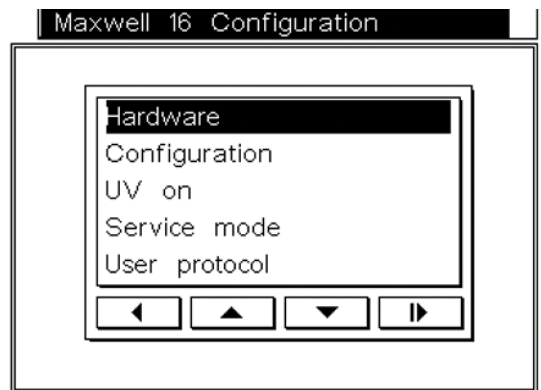 Maxwell 16 Configuration
Hardware
Configuration
UV on
Service mode
User protocol